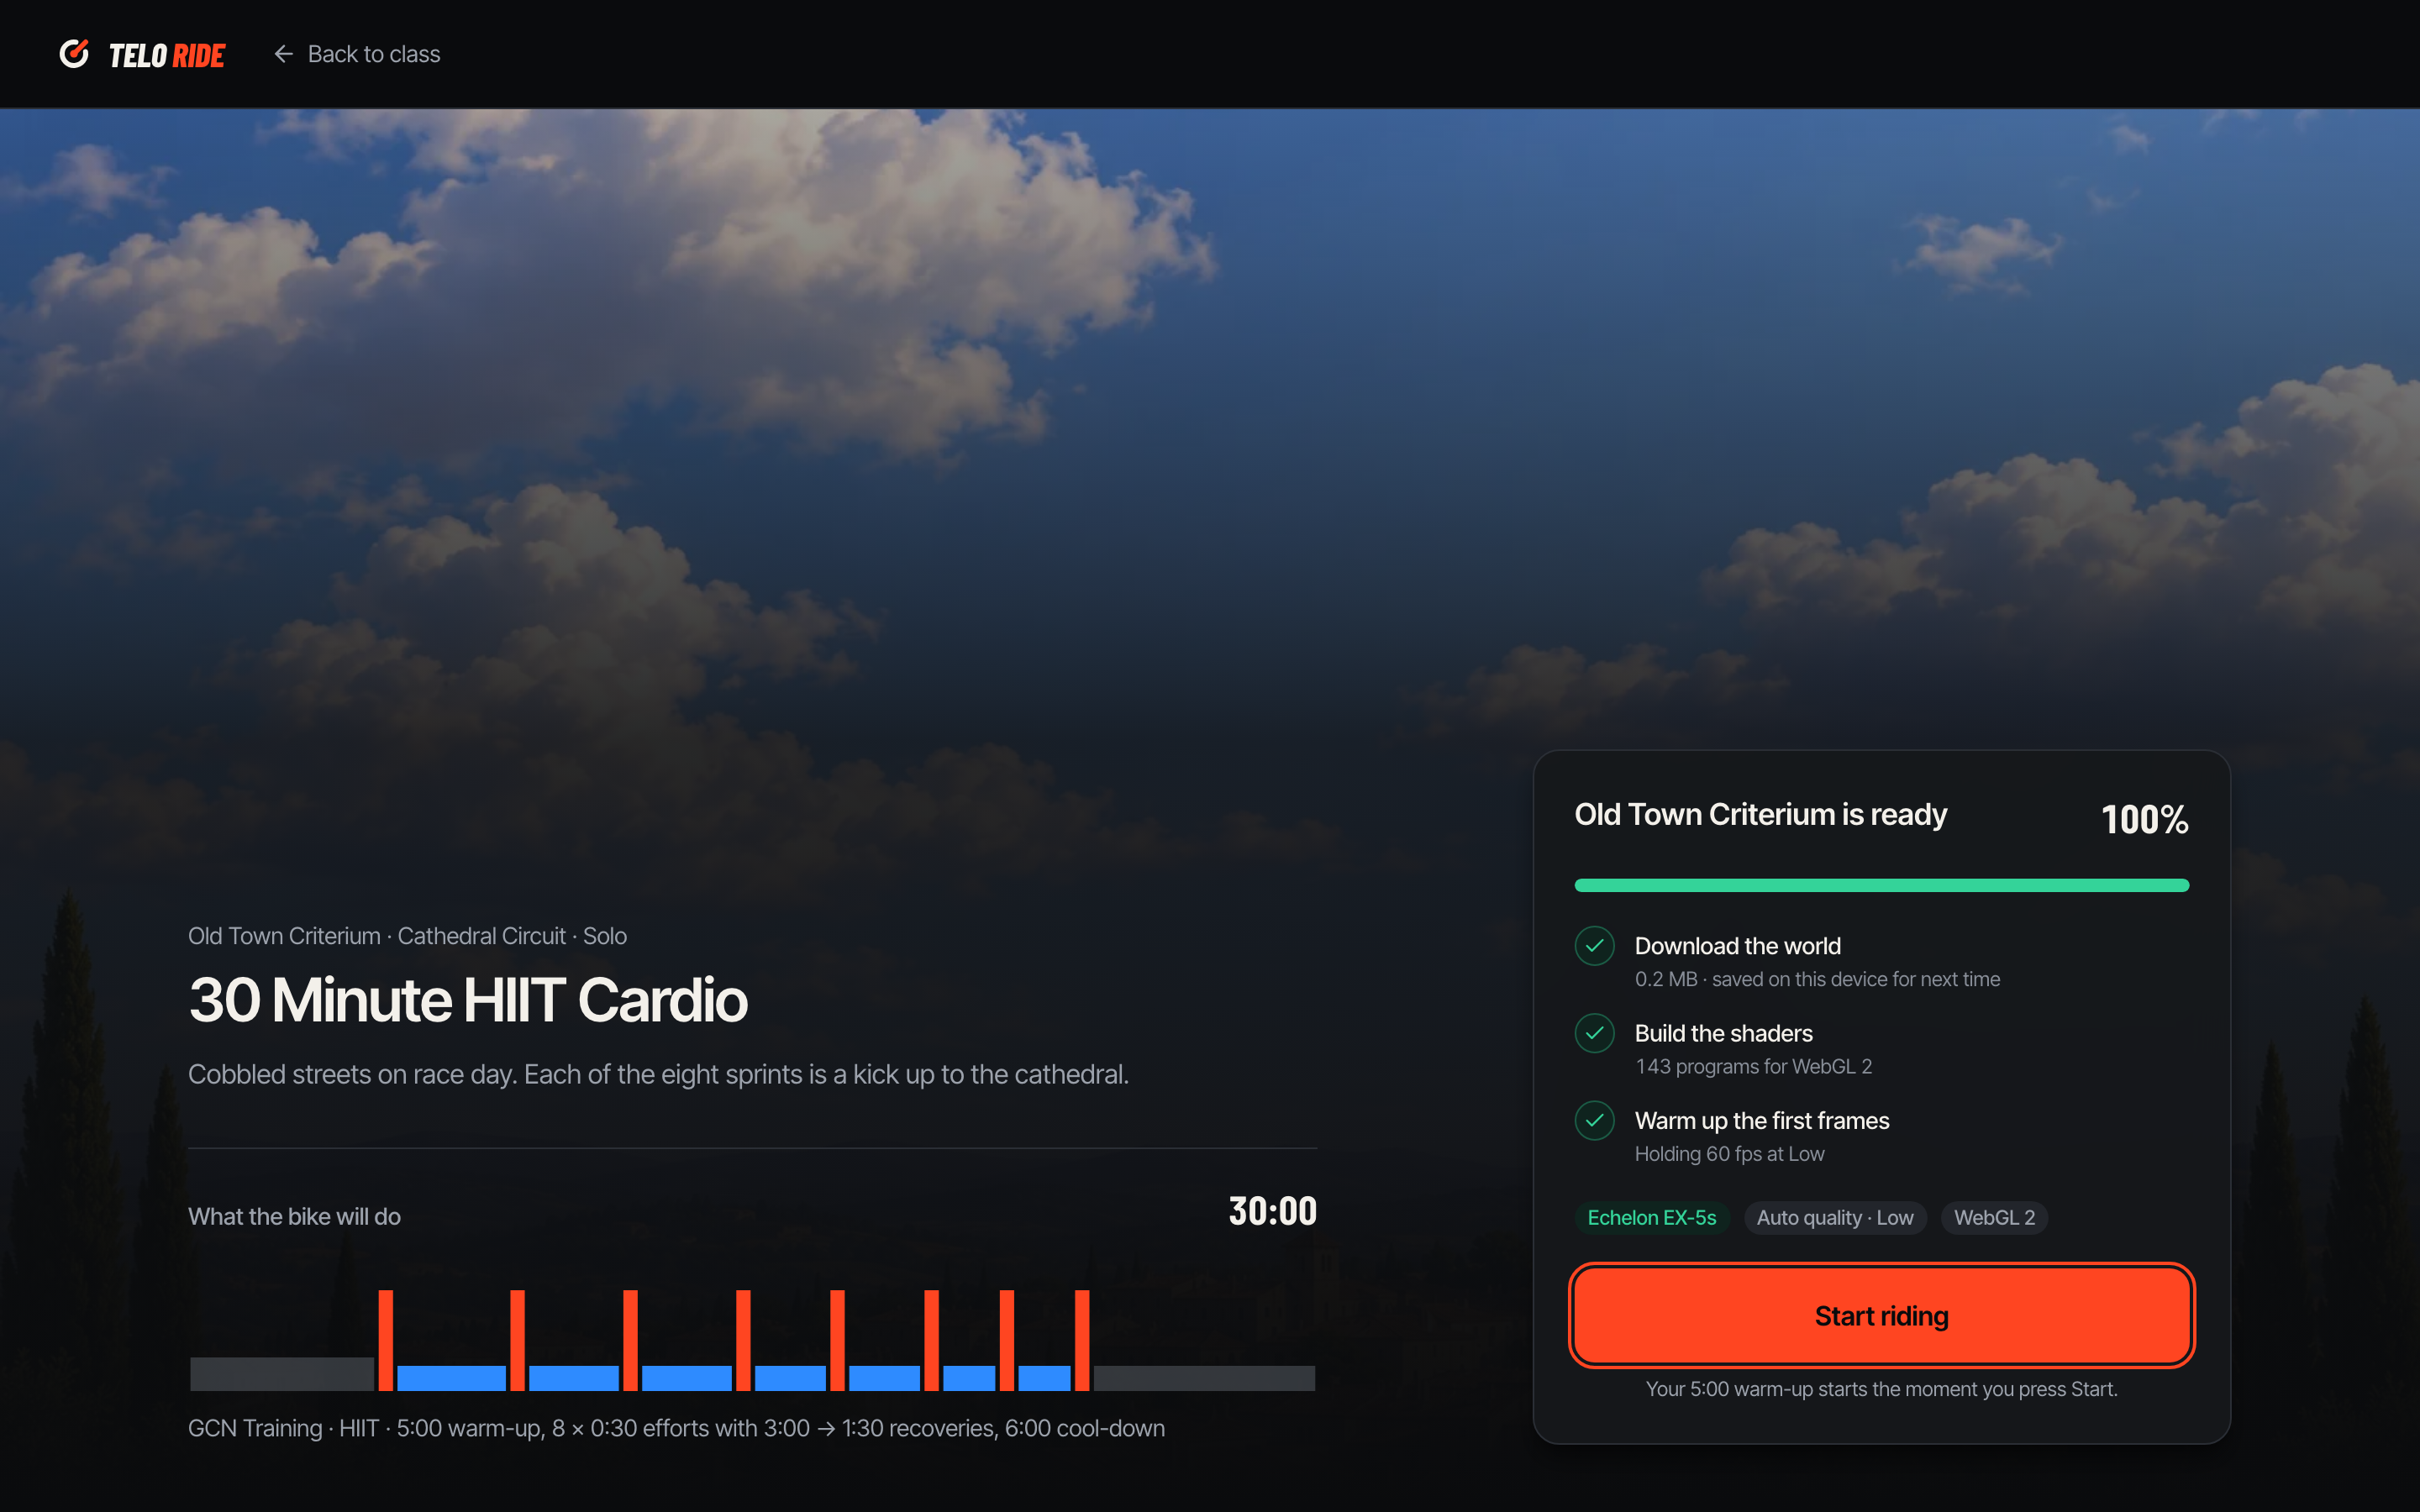 TELO RIDE
← Back to class
Old Town Criterium · Cathedral Circuit · Solo
30 Minute HIIT Cardio
Cobbled streets on race day. Each of the eight sprints is a kick up to the cathedral.
What the bike will do
30:00
GCN Training · HIIT · 5:00 warm-up, 8 × 0:30 efforts with 3:00 → 1:30 recoveries, 6:00 cool-down
Old Town Criterium is ready
100%
Download the world
0.2 MB · saved on this device for next time
Build the shaders
143 programs for WebGL 2
Warm up the first frames
Holding 60 fps at Low
Echelon EX-5s
Auto quality · Low
WebGL 2
Start riding
Your 5:00 warm-up starts the moment you press Start.